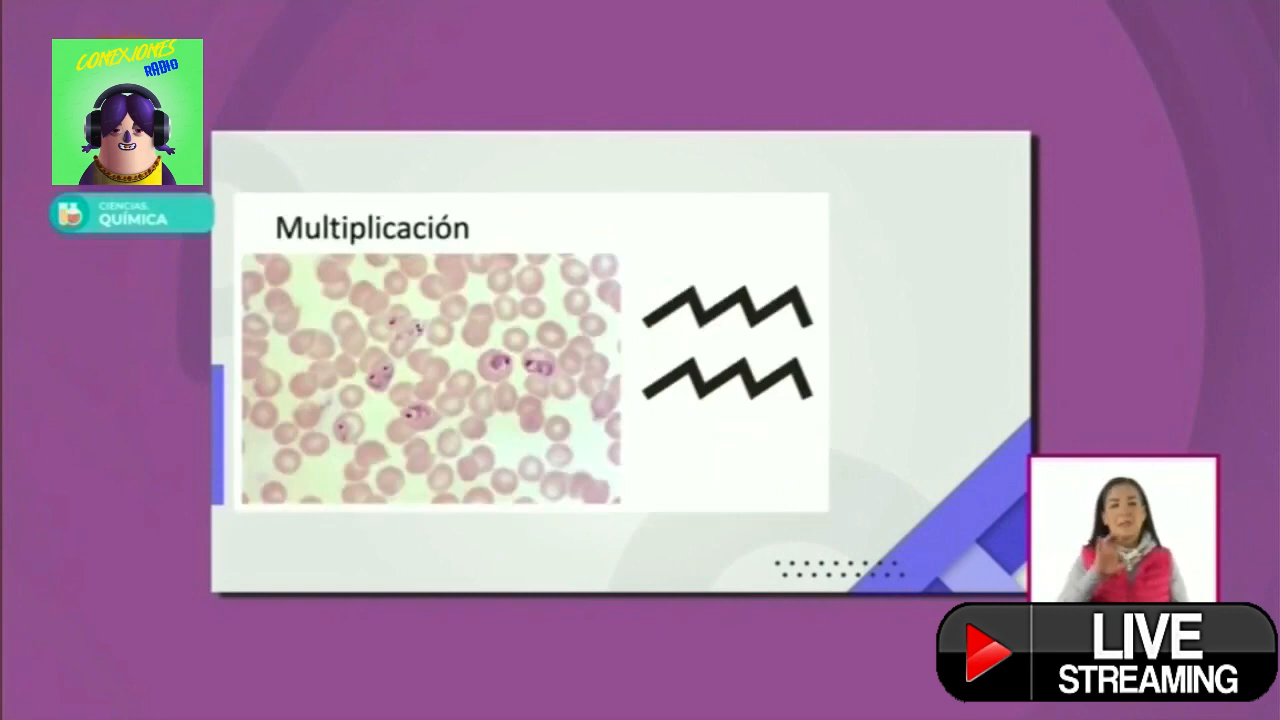 CONEXIONES
RADIO
CIENCIAS.
QUÍMICA
Multiplicación
LIVE
STREAMING